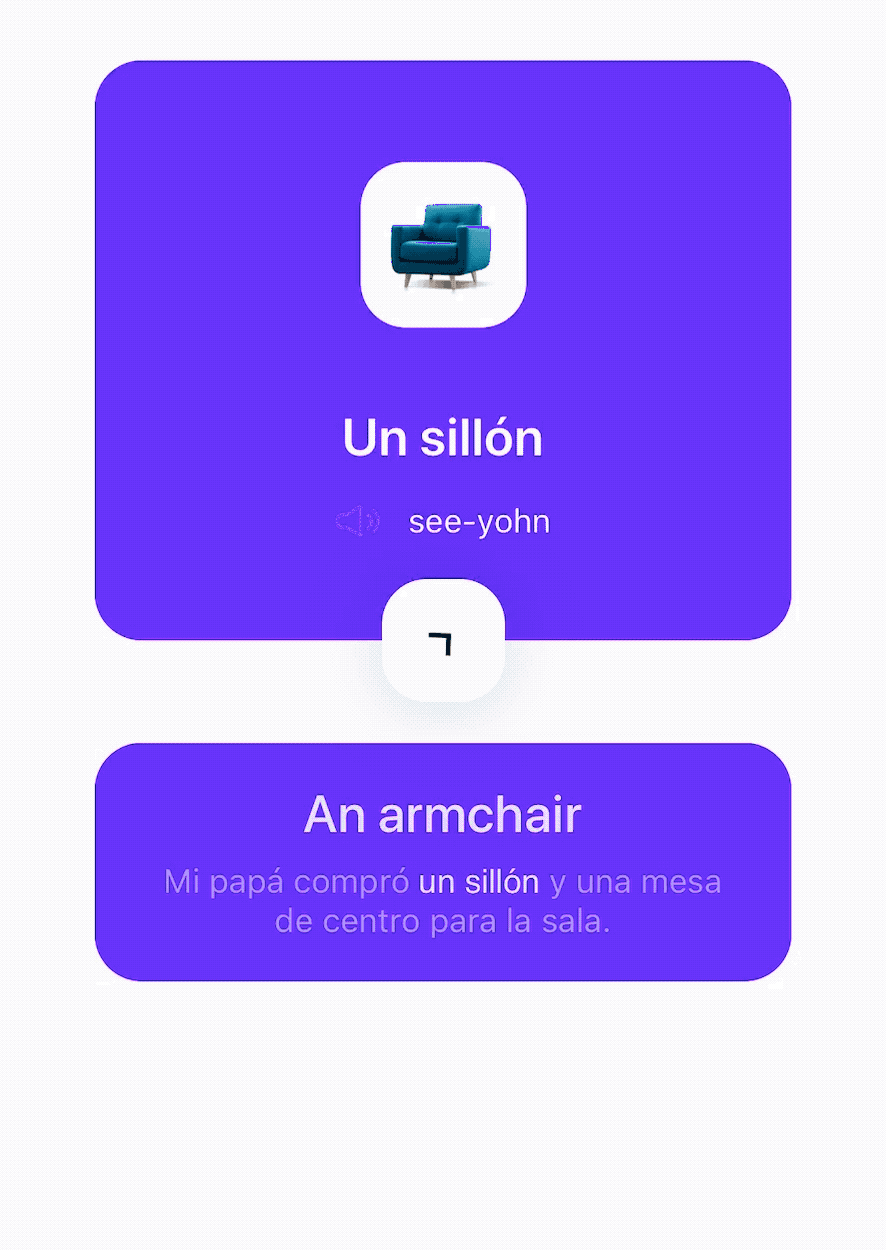 Un sillón
see-yohn
An armchair
Mi papá compró un sillón y una mesa
de centro para la sala.